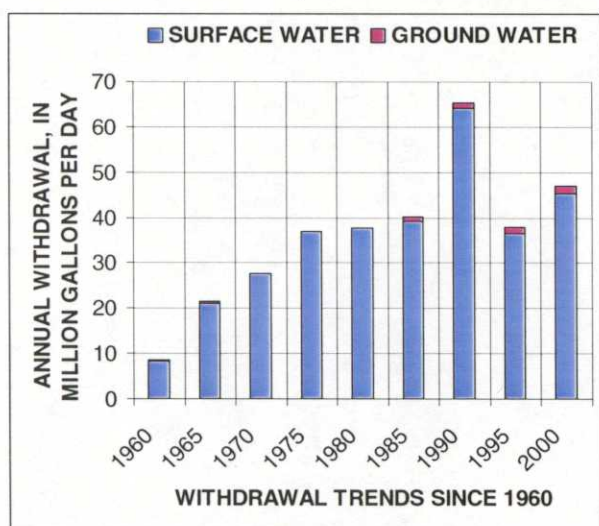 SURFACE WATER GROUND WATER
ANNUAL WITHDRAWAL, IN
MILLION GALLONS PER DAY
70
60
50
40
30
20
10
0
1960 1965 1970 1975 1980 1985 1990 1995 2000
WITHDRAWAL TRENDS SINCE 1960